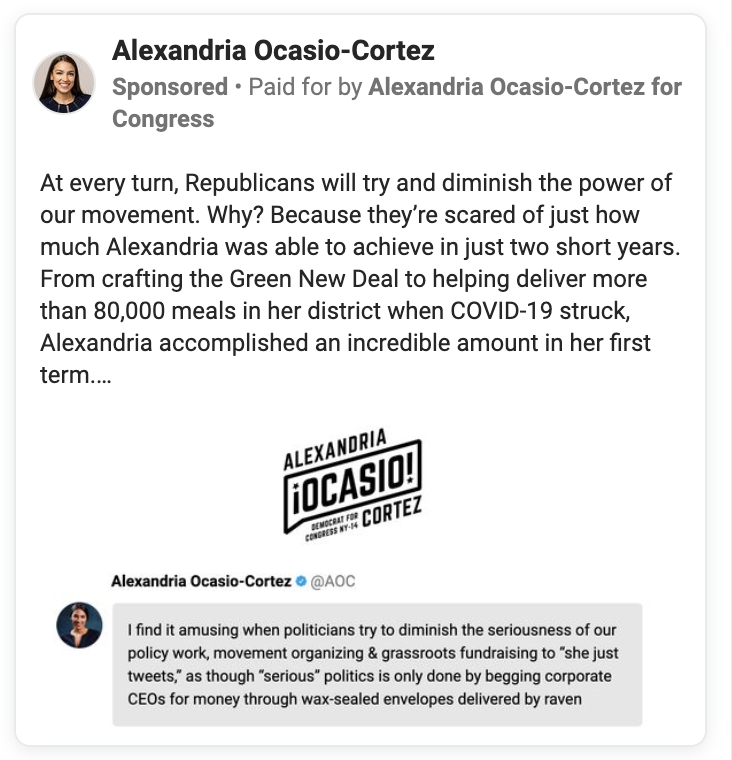 Alexandria Ocasio-Cortez
Sponsored • Paid for by Alexandria Ocasio-Cortez for
Congress
At every turn, Republicans will try and diminish the power of
our movement. Why? Because they’re scared of just how
much Alexandria was able to achieve in just two short years.
From crafting the Green New Deal to helping deliver more
than 80,000 meals in her district when COVID-19 struck,
Alexandria accomplished an incredible amount in her first
term....
ALEXANDRIA
¡OCASIO!
DEMOCRAT FOR
CONGRESS NY-14
CORTEZ
Alexandria Ocasio-Cortez @AOC
I find it amusing when politicians try to diminish the seriousness of our
policy work, movement organizing & grassroots fundraising to “she just
tweets,” as though “serious” politics is only done by begging corporate
CEOs for money through wax-sealed envelopes delivered by raven